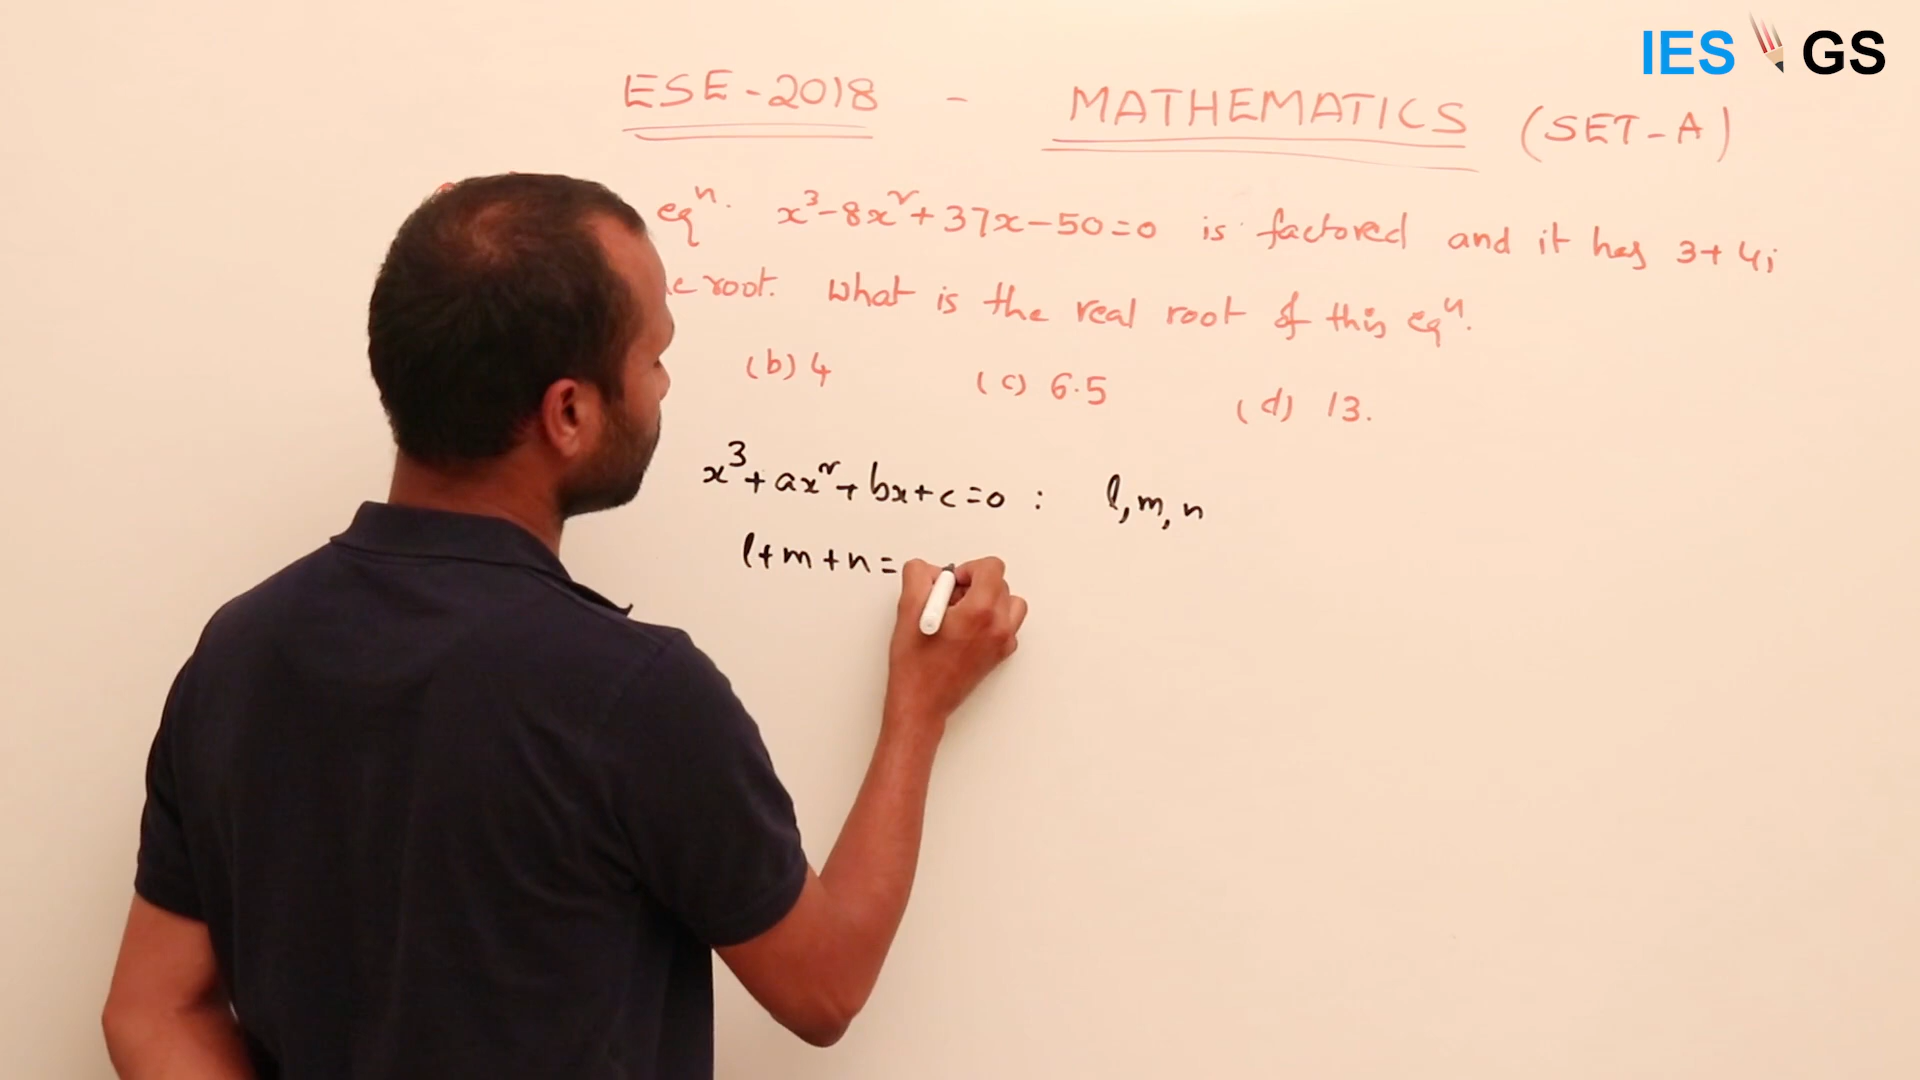 IES GS
ESE-2018 - MATHEMATICS (SET-A)
eqⁿ. x³-8x²+37x-50=0 is factored and it has 3+4i
root. what is the real root of this eqⁿ.
(b) 4 (c) 6.5 (d) 13.
x³+ax²+bx+c=0 : l,m,n
l+m+n=